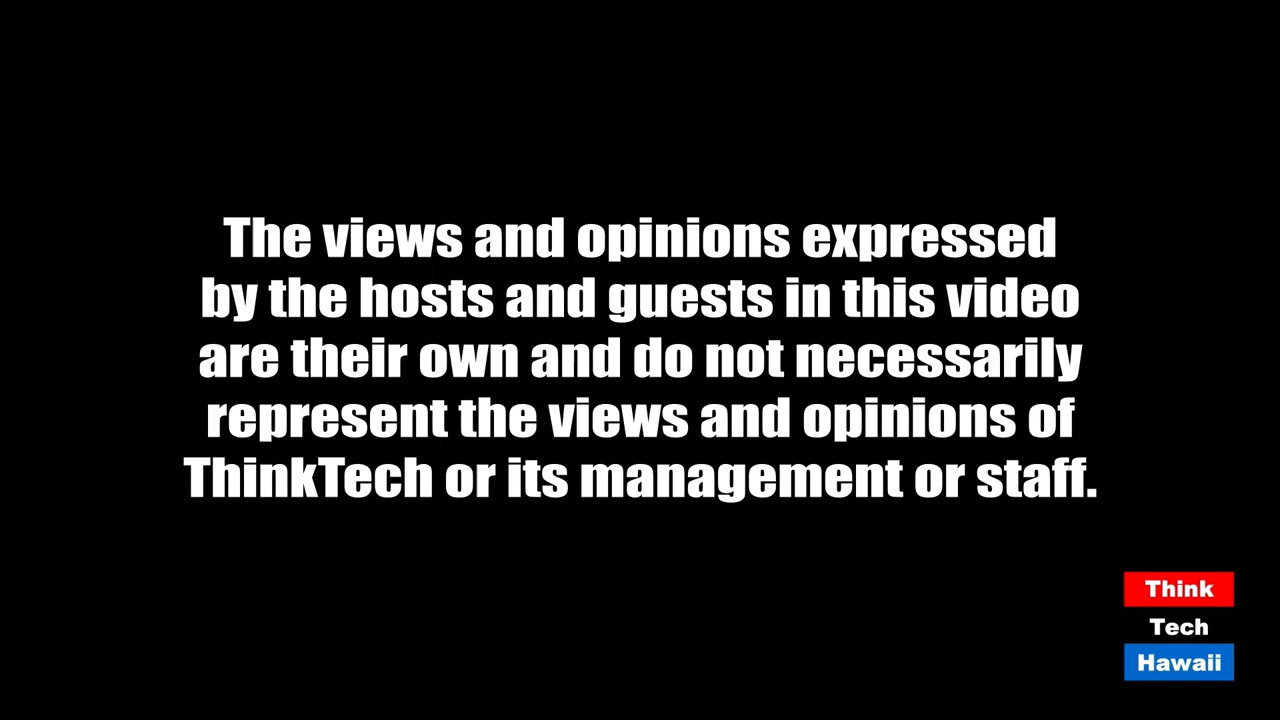 The views and opinions expressed
by the hosts and guests in this video
are their own and do not necessarily
represent the views and opinions of
ThinkTech or its management or staff.
Think
Tech
Hawaii